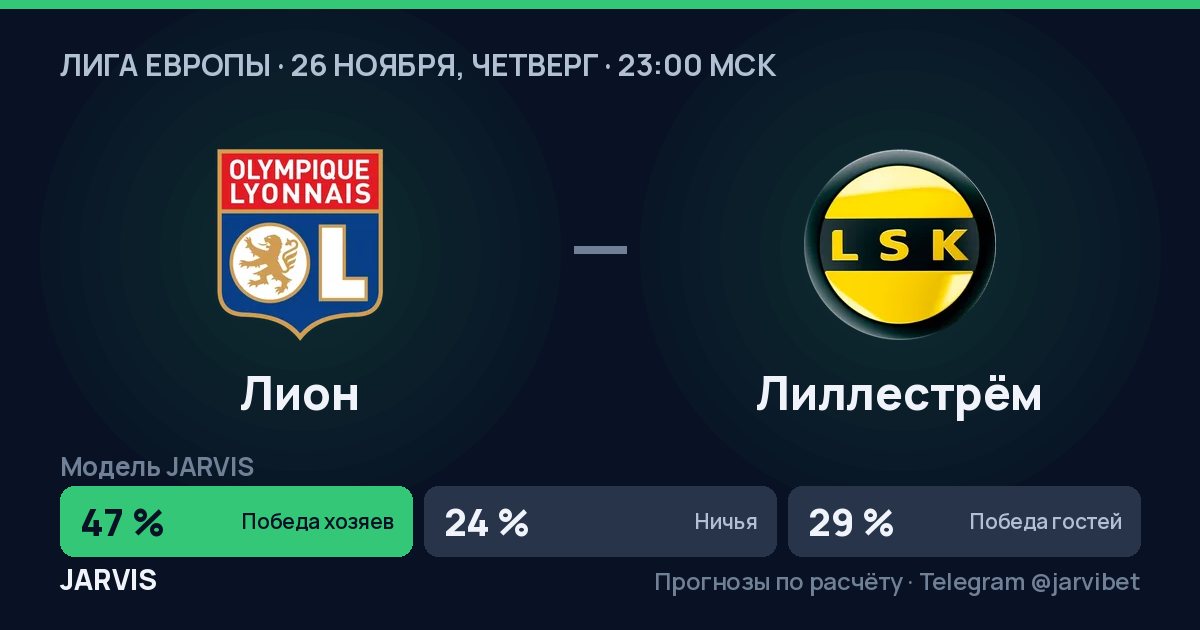 ЛИГА ЕВРОПЫ · 26 НОЯБРЯ, ЧЕТВЕРГ · 23:00 МСК
OLYMPIQUE
LYONNAIS
OL
LSK
—
Лион
Лиллестрём
Модель JARVIS
47 % Победа хозяев
24 % Ничья
29 % Победа гостей
JARVIS
Прогнозы по расчёту · Telegram @jarvibet